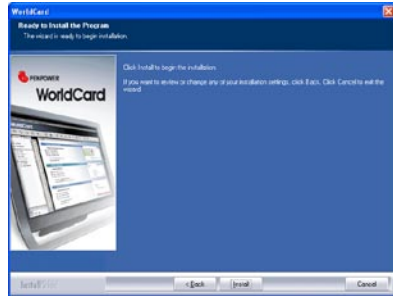 WorldCard
Ready to Install the Program
The wizard is ready to begin installation.
PENPOWER
WorldCard
Click Install to begin the installation.
If you want to review or change any of your installation settings, click Back. Click Cancel to exit the
wizard.
InstallShield
< Back
Install
Cancel